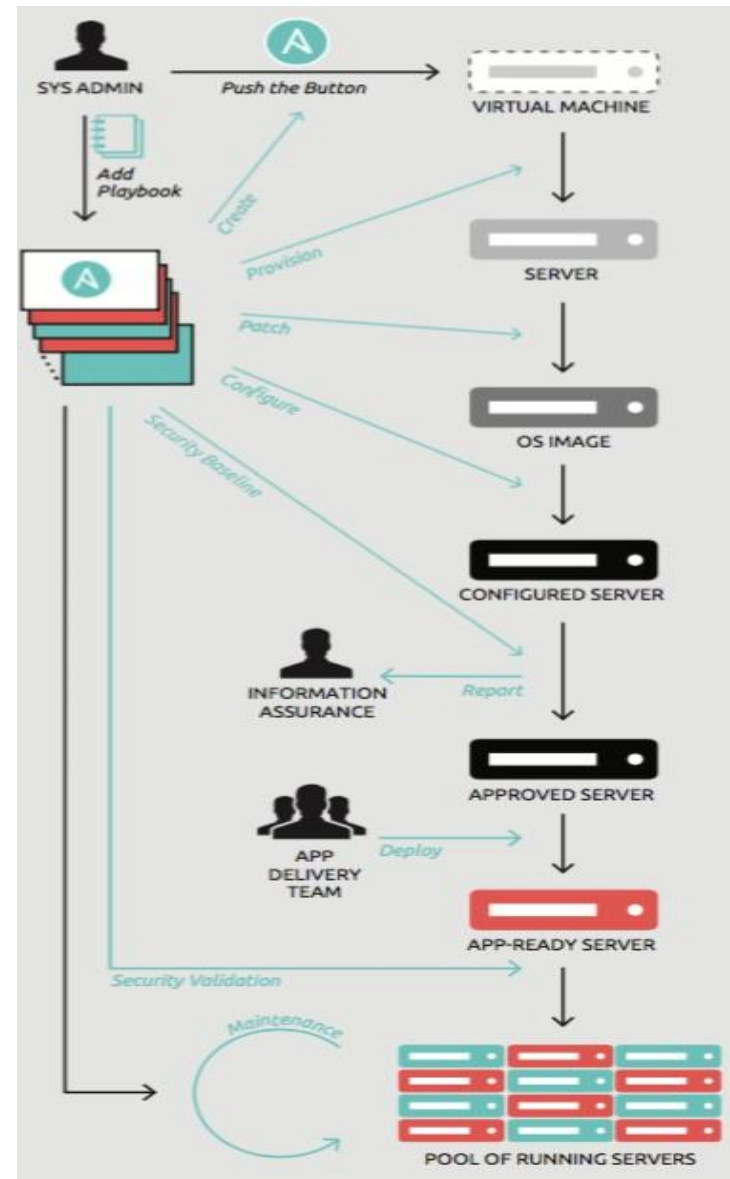 SYS ADMIN
Push the Button
VIRTUAL MACHINE
Add
Playbook
Create
Provision
SERVER
Patch
Configure
OS IMAGE
Security Baseline
CONFIGURED SERVER
INFORMATION
ASSURANCE
Report
APPROVED SERVER
APP
DELIVERY
TEAM
Deploy
APP-READY SERVER
Security Validation
Maintenance
POOL OF RUNNING SERVERS